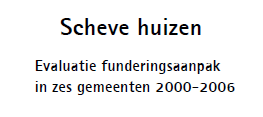 Scheve huizen
Evaluatie funderingsaanpak
in zes gemeenten 2000-2006